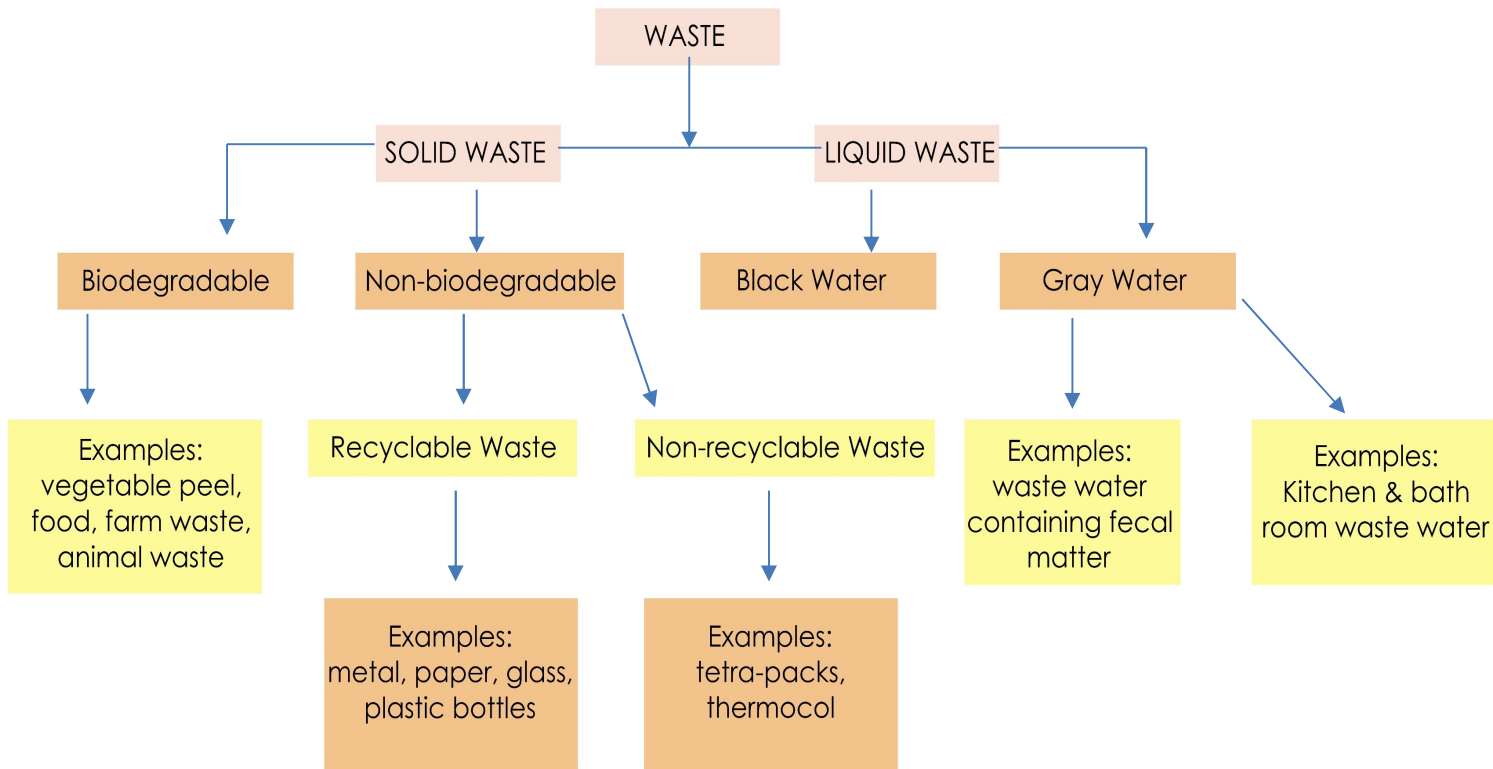 WASTE
SOLID WASTE
LIQUID WASTE
Biodegradable
Non-biodegradable
Black Water
Gray Water
Examples:
vegetable peel,
food, farm waste,
animal waste
Recyclable Waste
Non-recyclable Waste
Examples:
waste water
containing fecal
matter
Examples:
Kitchen & bath
room waste water
Examples:
metal, paper, glass,
plastic bottles
Examples:
tetra-packs,
thermocol